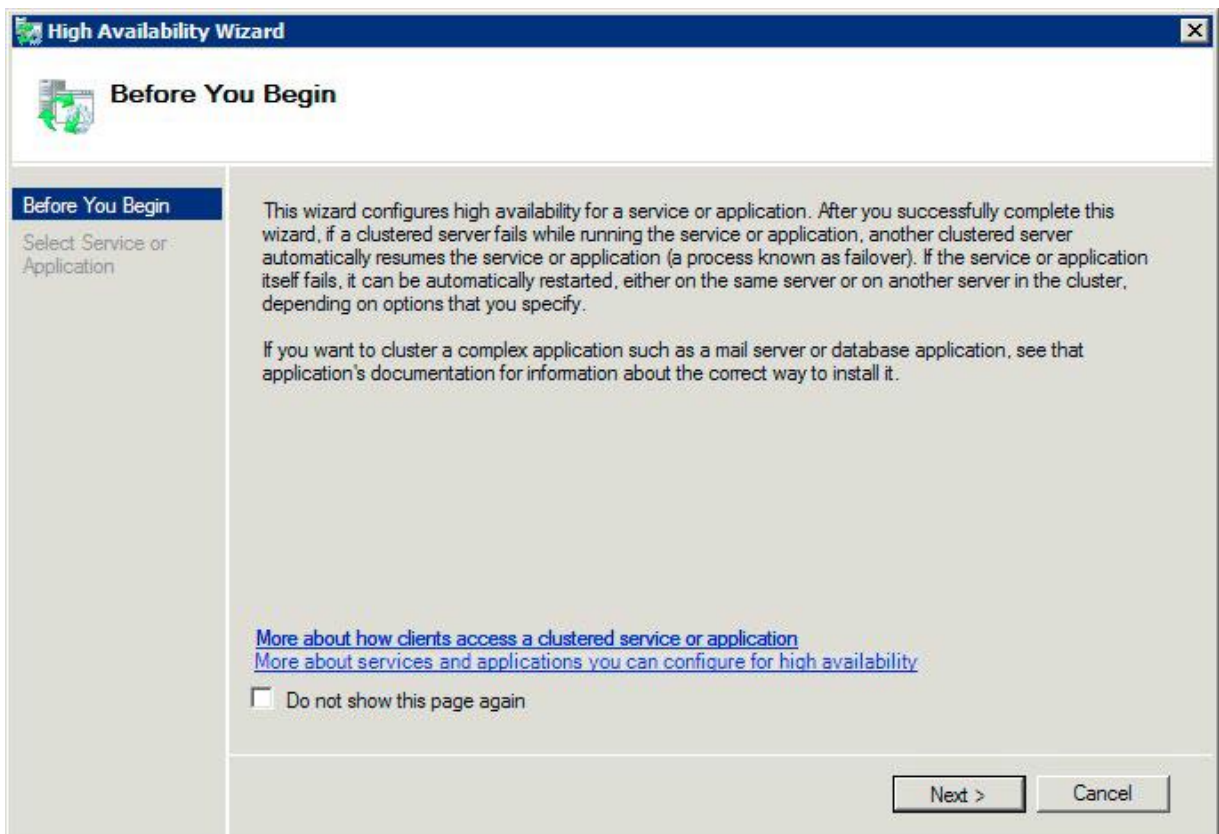 High Availability Wizard
Before You Begin
Before You Begin
Select Service or
Application
This wizard configures high availability for a service or application. After you successfully complete this
wizard, if a clustered server fails while running the service or application, another clustered server
automatically resumes the service or application (a process known as failover). If the service or application
itself fails, it can be automatically restarted, either on the same server or on another server in the cluster,
depending on options that you specify.
If you want to cluster a complex application such as a mail server or database application, see that
application's documentation for information about the correct way to install it.
More about how clients access a clustered service or application
More about services and applications you can configure for high availability
Do not show this page again
Next >
Cancel